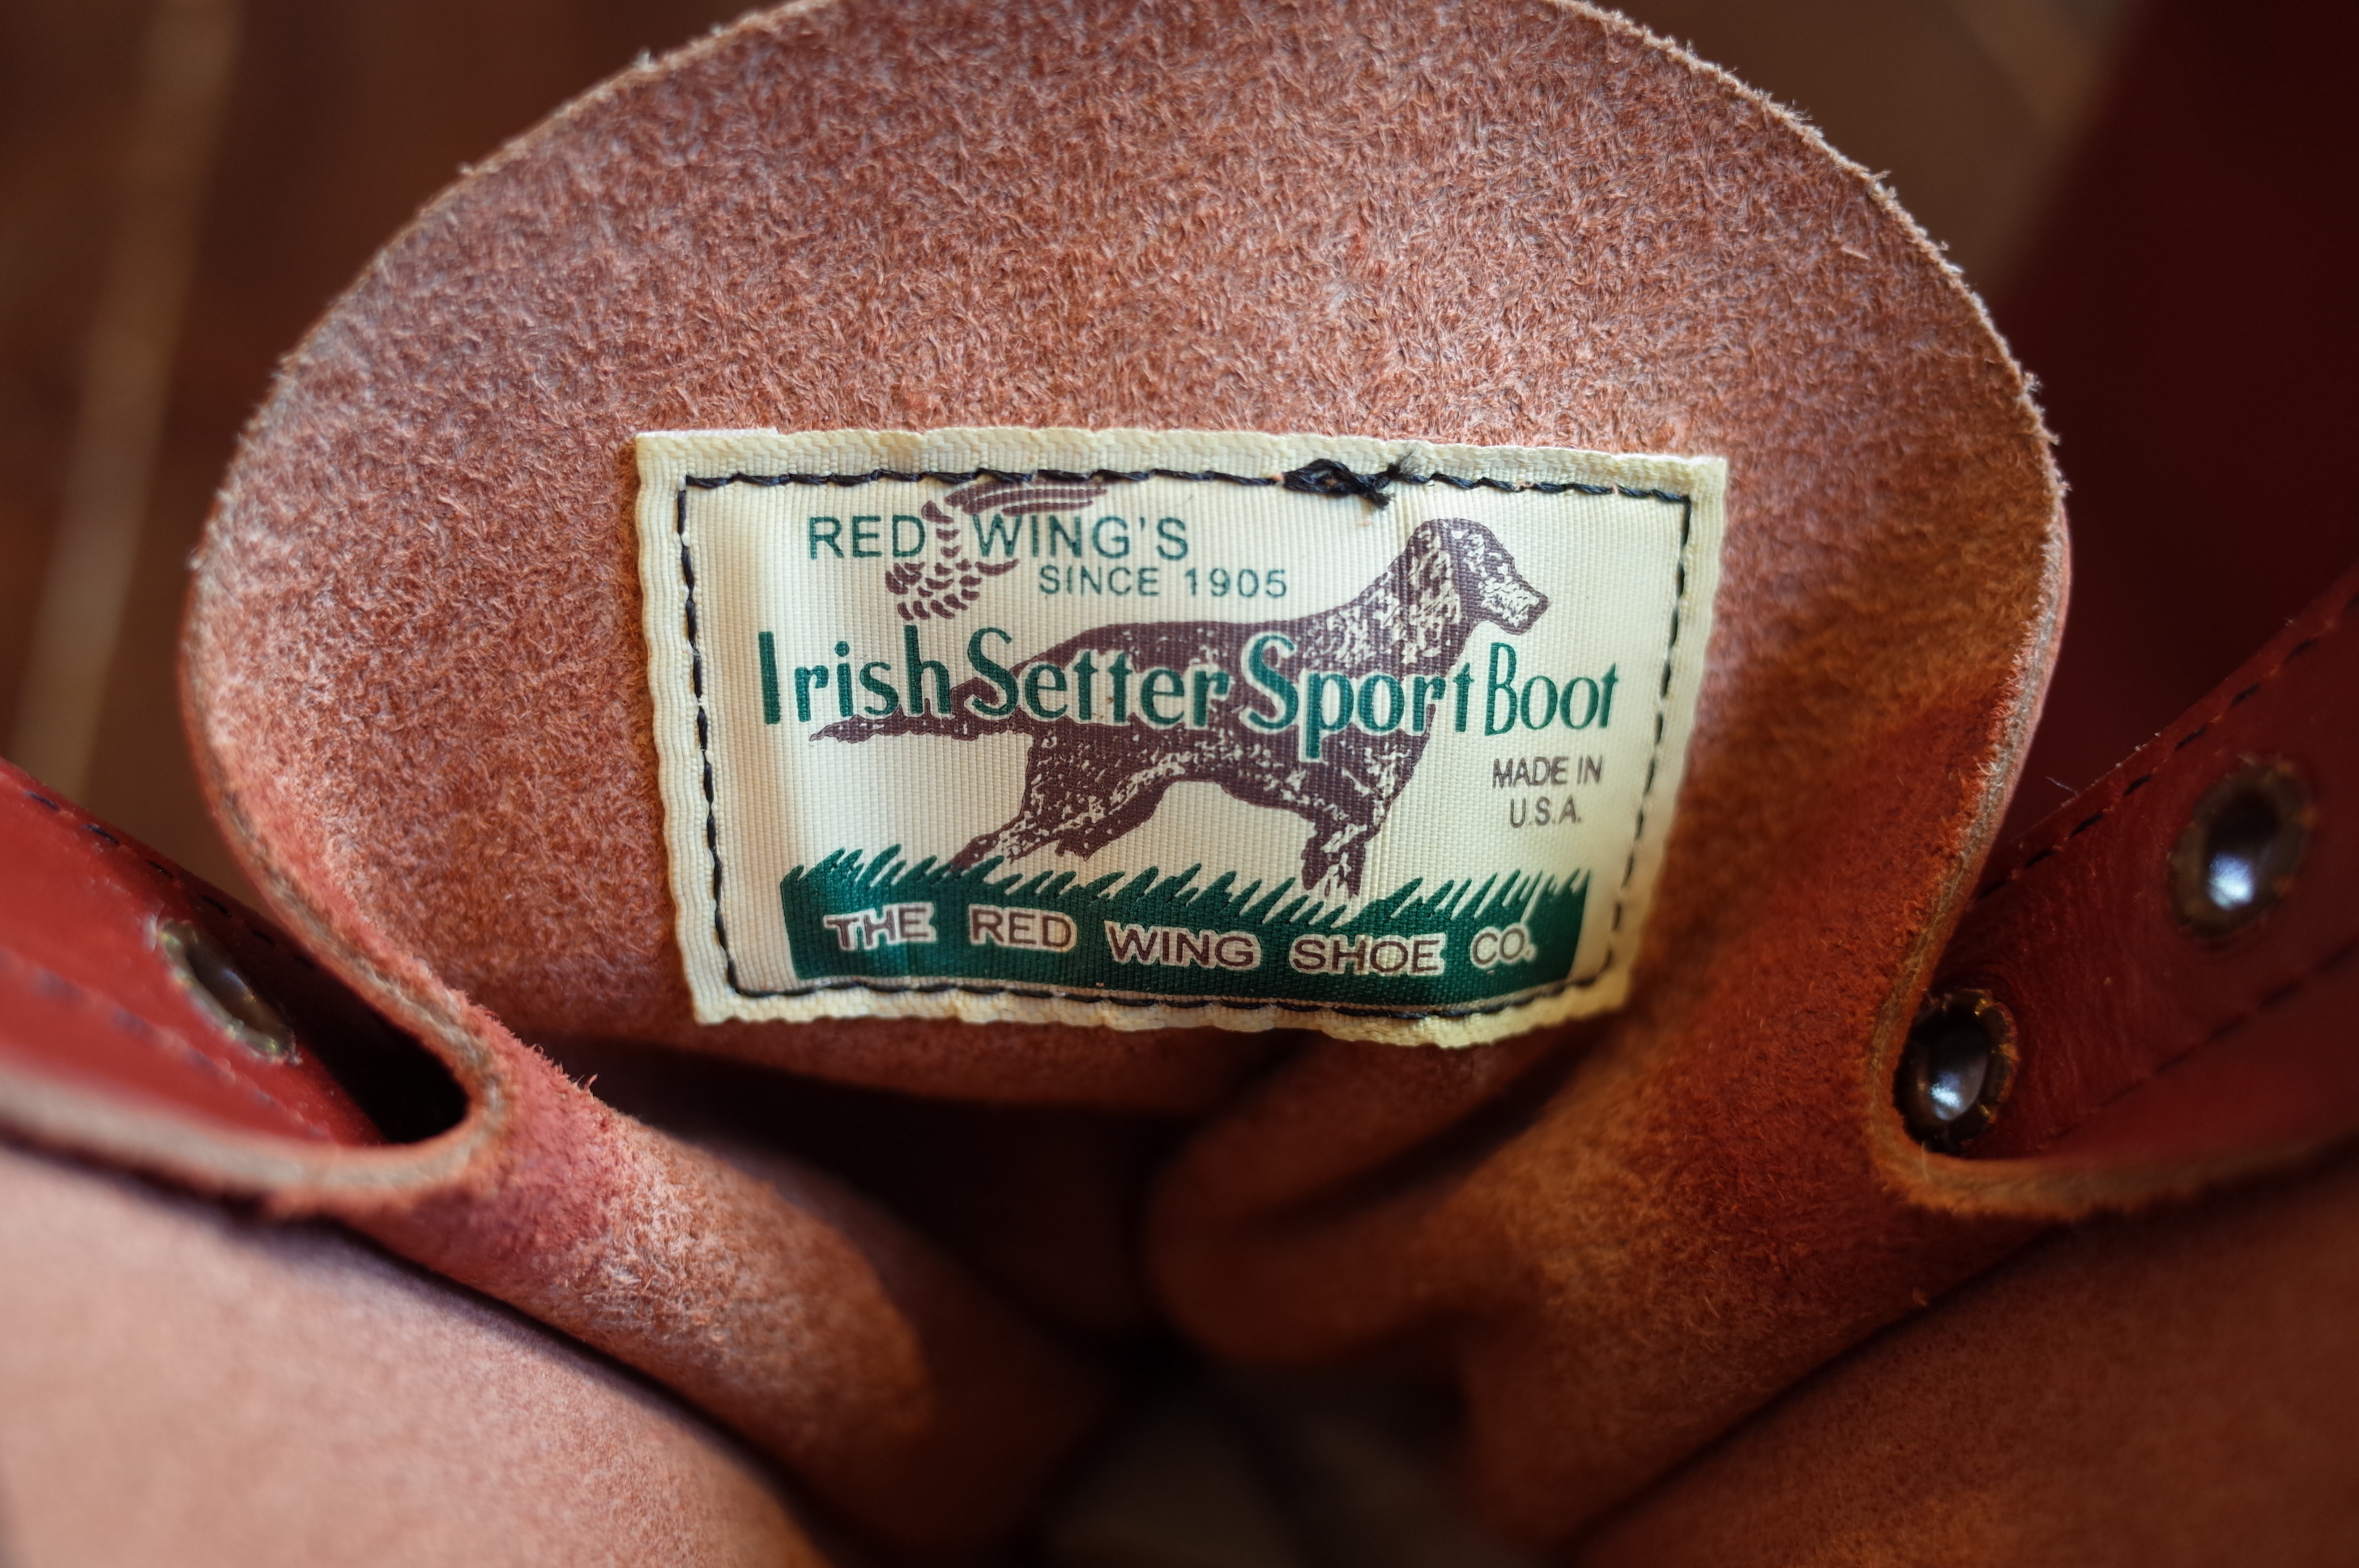 RED WING'S
SINCE 1905
Irish Setter Sport Boot
MADE IN
U.S.A.
THE RED WING SHOE CO.